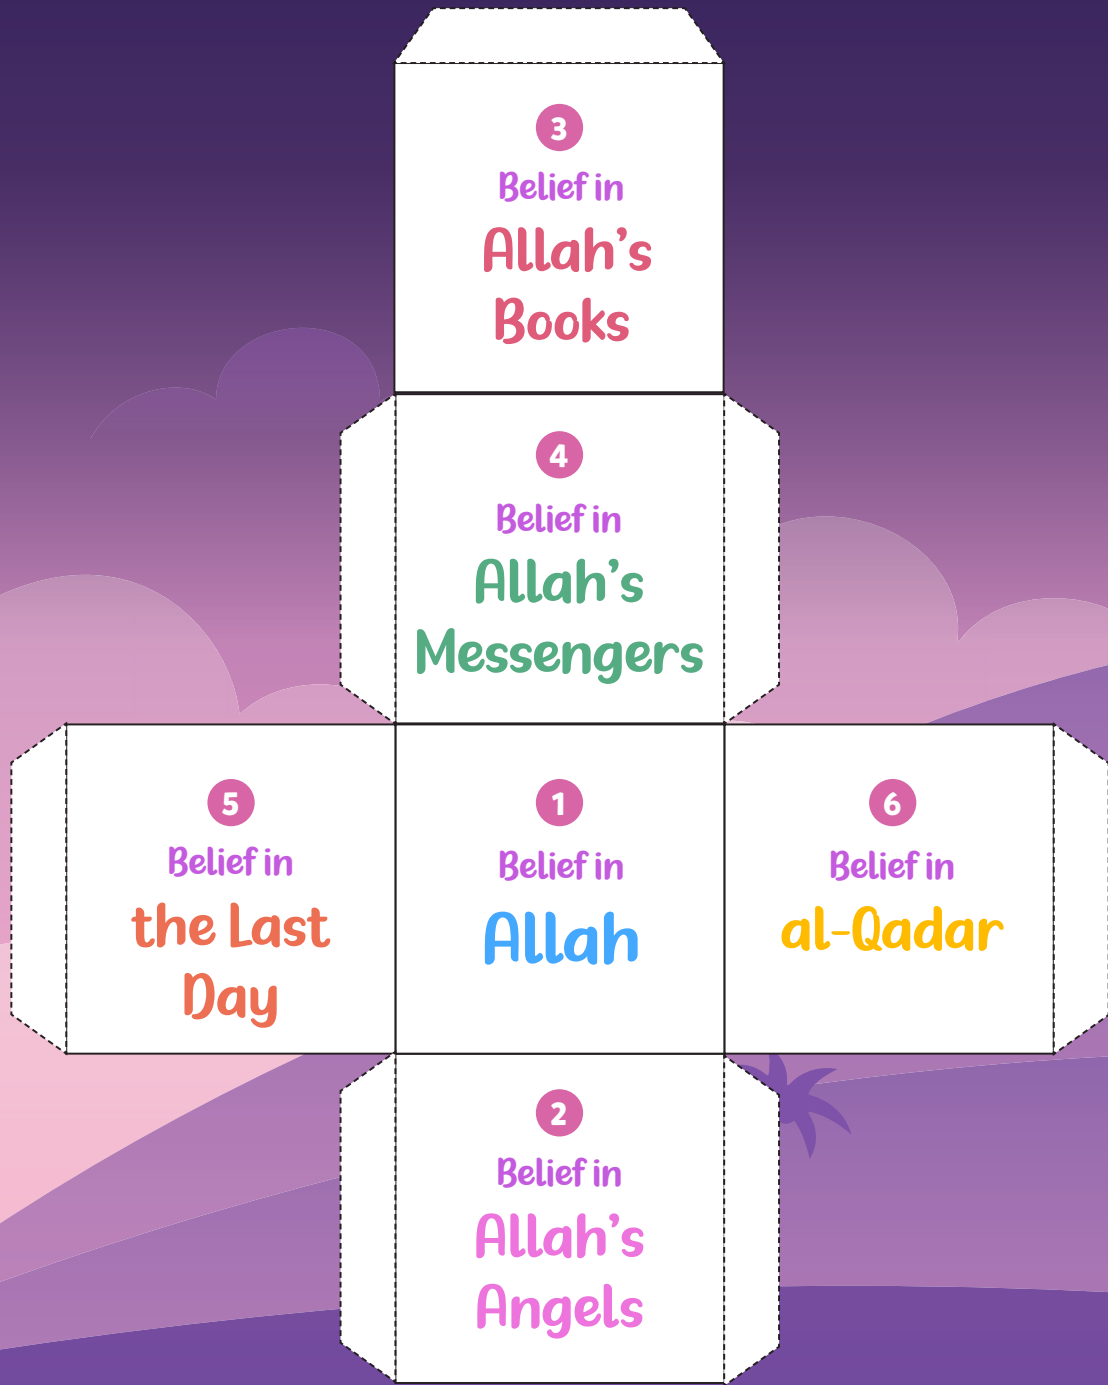 3
Belief in
Allah's
Books
4
Belief in
Allah's
Messengers
5
Belief in
the Last
Day
1
Belief in
Allah
6
Belief in
al-Qadar
2
Belief in
Allah's
Angels